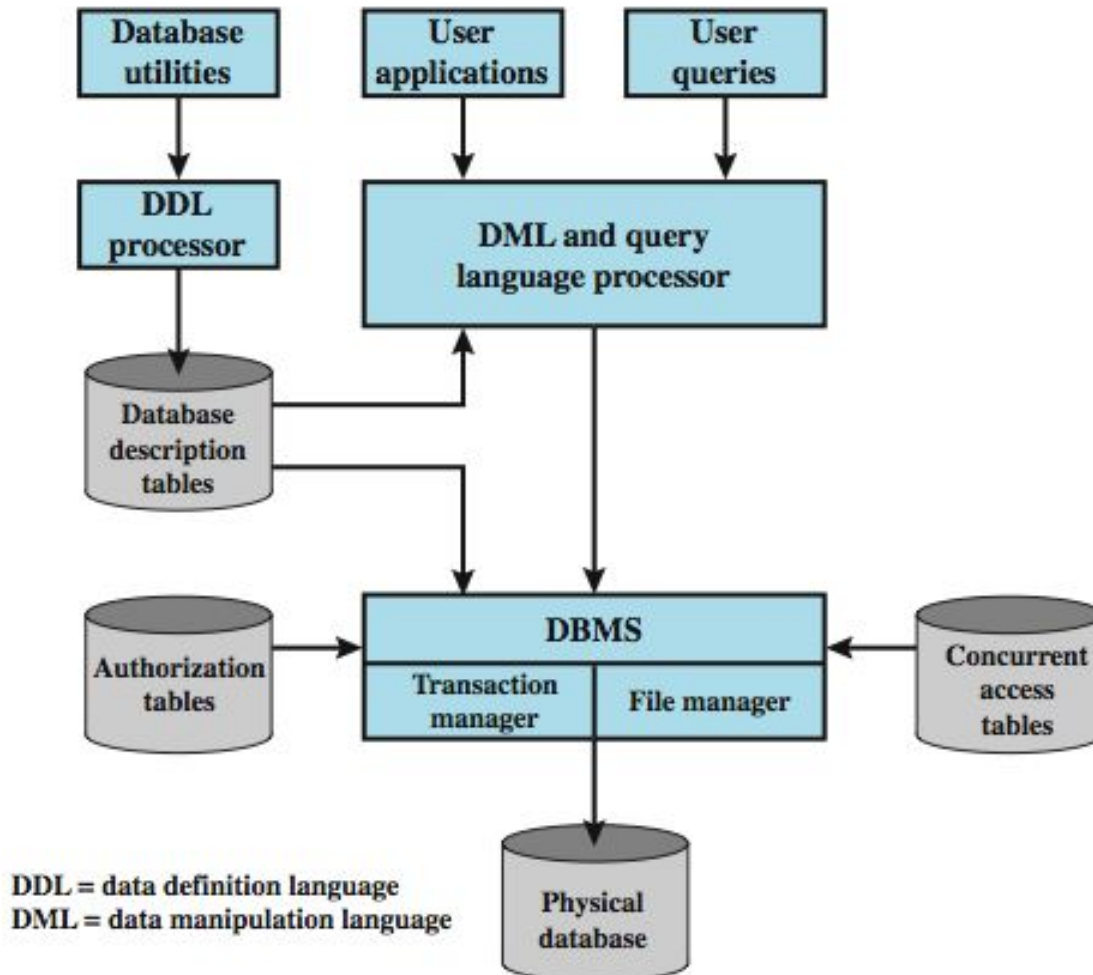 Database
utilities
User
applications
User
queries
DDL
processor
DML and query
language processor
Database
description
tables
DBMS
Transaction
manager
File manager
Authorization
tables
Concurrent
access
tables
Physical
database
DDL = data definition language
DML = data manipulation language